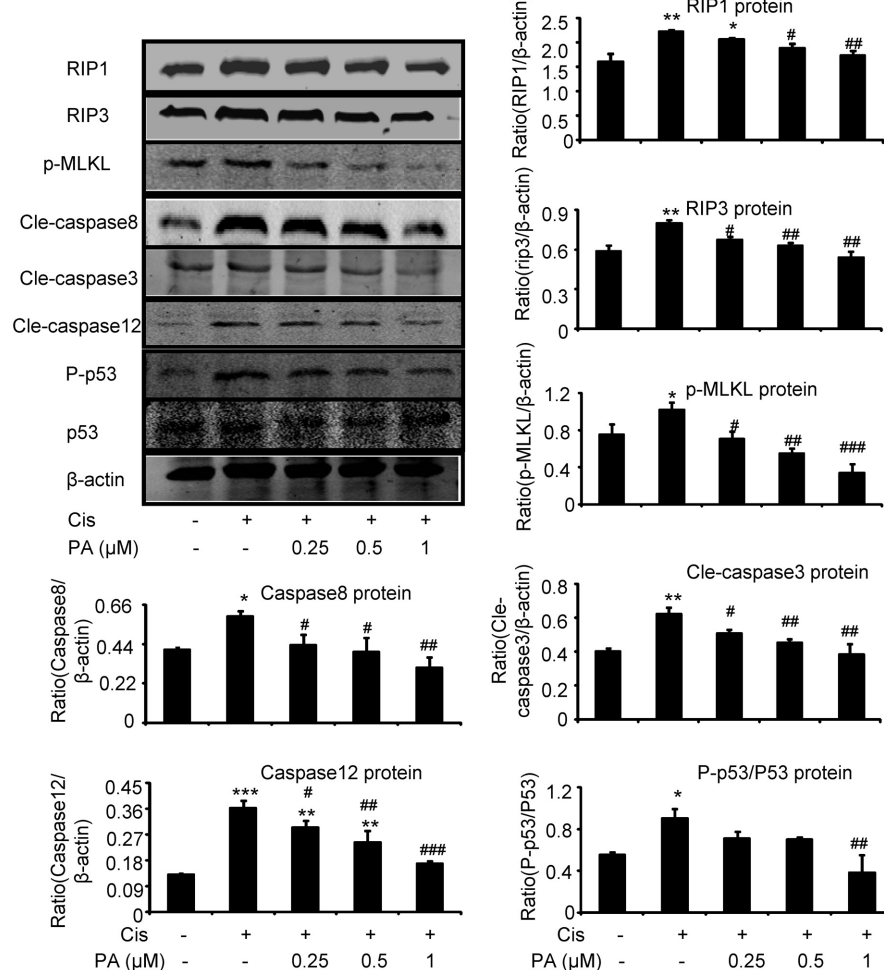 RIP1
RIP3
p-MLKL
Cle-caspase8
Cle-caspase3
Cle-caspase12
P-p53
p53
β-actin
Cis - + + + +
PA (μM) - - 0.25 0.5 1
RIP1 protein
Ratio(RIP1/β-actin)
2.5
2.0
1.5
1.0
0.5
0
** * # ##
RIP3 protein
Ratio(rip3/β-actin)
0.9
0.6
0.3
0
** # ## ##
p-MLKL protein
Ratio(p-MLKL/β-actin)
1.2
0.8
0.4
0
* # ## ###
Caspase8 protein
Ratio(Caspase8/
β-actin)
0.66
0.44
0.22
0
* # # ##
Cle-caspase3 protein
Ratio(Cle-
caspase3/β-actin)
0.8
0.6
0.4
0.2
0
** # ## ##
Caspase12 protein
Ratio(Caspase12/
β-actin)
0.45
0.36
0.27
0.18
0.09
0
*** # ## ###
** **
Cis - + + + +
PA (μM) - - 0.25 0.5 1
P-p53/P53 protein
Ratio(P-p53/P53)
1.2
0.8
0.4
0
* ##
- + + + +
- - 0.25 0.5 1